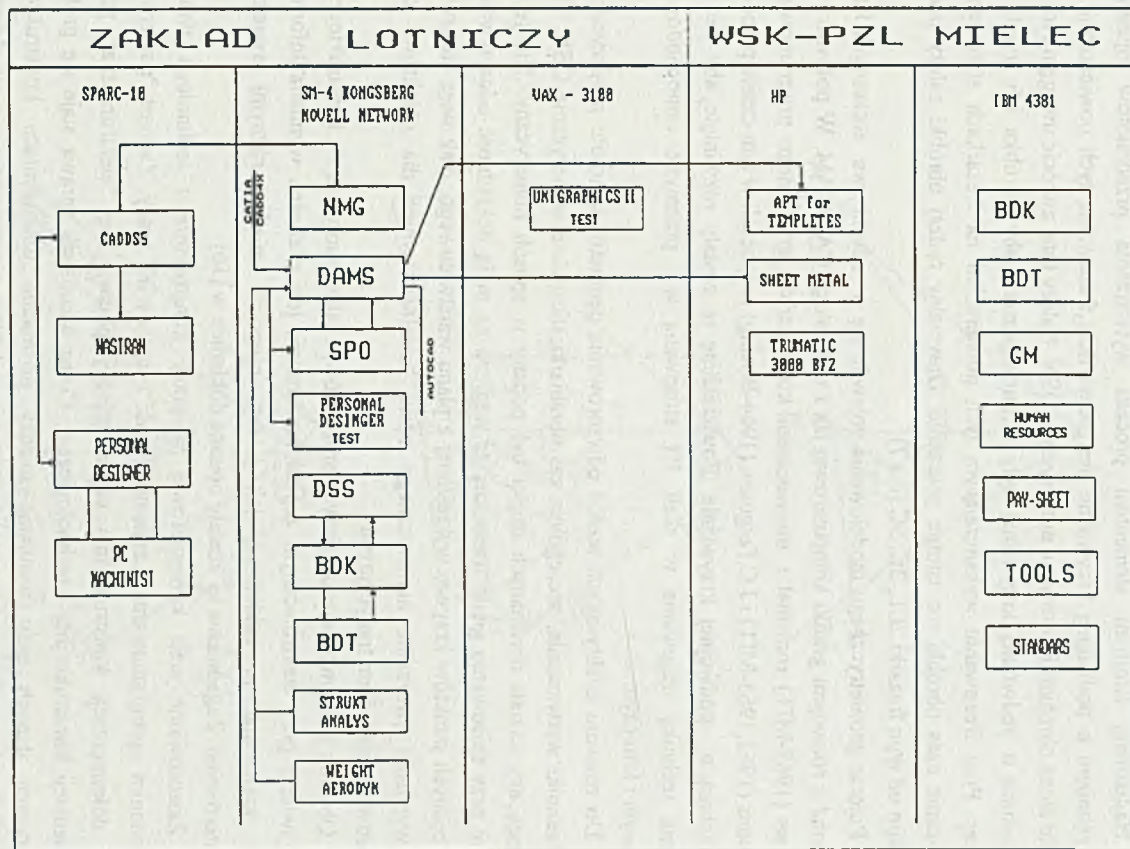 ZAKLAD LOTNICZY WSK-PZL MIELEC
SPARC-10
CADDS5
NASTRAN
PERSONAL
DESIGNER
PC
MACHINIST
SM-4 KONGSBERG
NOVELL NETWORK
CATIA
CADD4X
NMG
DAMS
SPO
AUTOCAD
PERSONAL
DESINGER
TEST
DSS
BDK
BDT
STRUKT
ANALYS
WEIGHT
AERODYN
VAX - 3100
UNIGRAPHICS II
TEST
HP
APT for
TEMPLETES
SHEET METAL
TRUMATIC
3000 BFZ
IBM 4381
BDK
BDT
GM
HUMAN
RESOURCES
PAY-SHEET
TOOLS
STANDARS